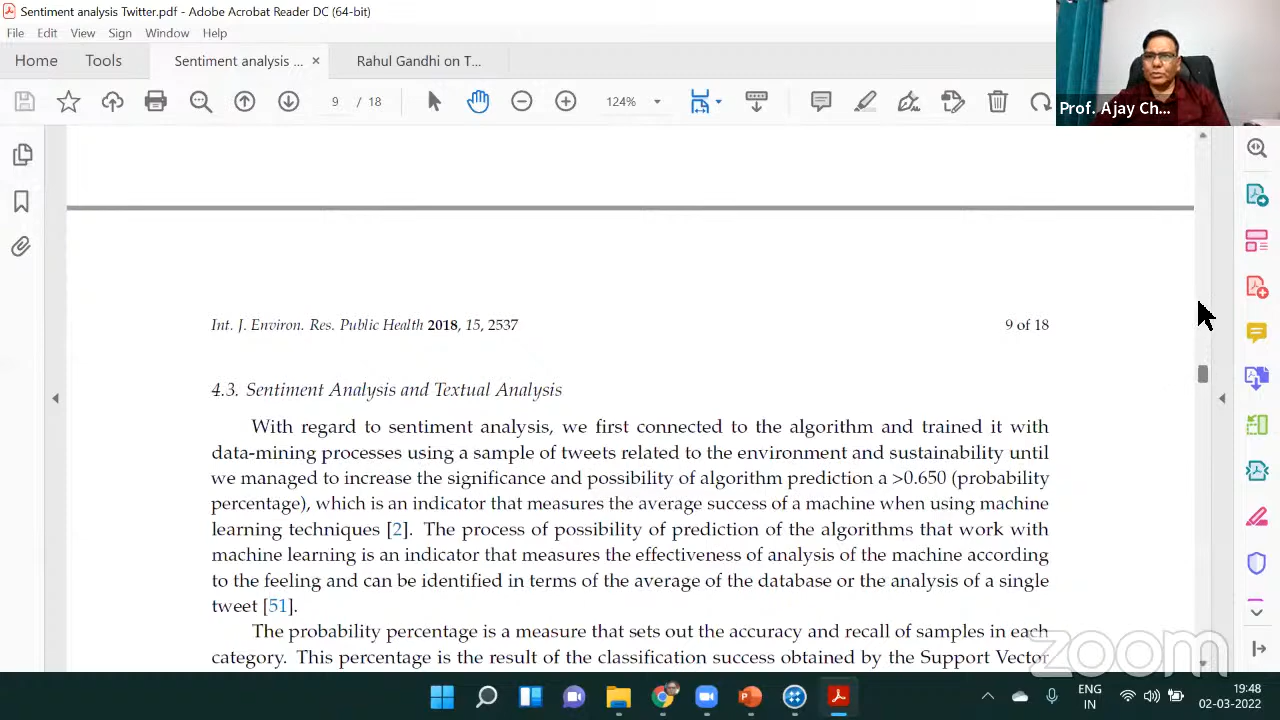 Sentiment analysis Twitter.pdf - Adobe Acrobat Reader DC (64-bit)
File Edit View Sign Window Help
Home Tools Sentiment analysis ... × Rahul Gandhi on T...
9 / 18 124%
Prof. Ajay Ch...
Int. J. Environ. Res. Public Health 2018, 15, 2537 9 of 18
4.3. Sentiment Analysis and Textual Analysis
With regard to sentiment analysis, we first connected to the algorithm and trained it with
data-mining processes using a sample of tweets related to the environment and sustainability until
we managed to increase the significance and possibility of algorithm prediction a >0.650 (probability
percentage), which is an indicator that measures the average success of a machine when using machine
learning techniques [2]. The process of possibility of prediction of the algorithms that work with
machine learning is an indicator that measures the effectiveness of analysis of the machine according
to the feeling and can be identified in terms of the average of the database or the analysis of a single
tweet [51].
The probability percentage is a measure that sets out the accuracy and recall of samples in each
category. This percentage is the result of the classification success obtained by the Support Vector
zoom
ENG 19:48
IN 02-03-2022